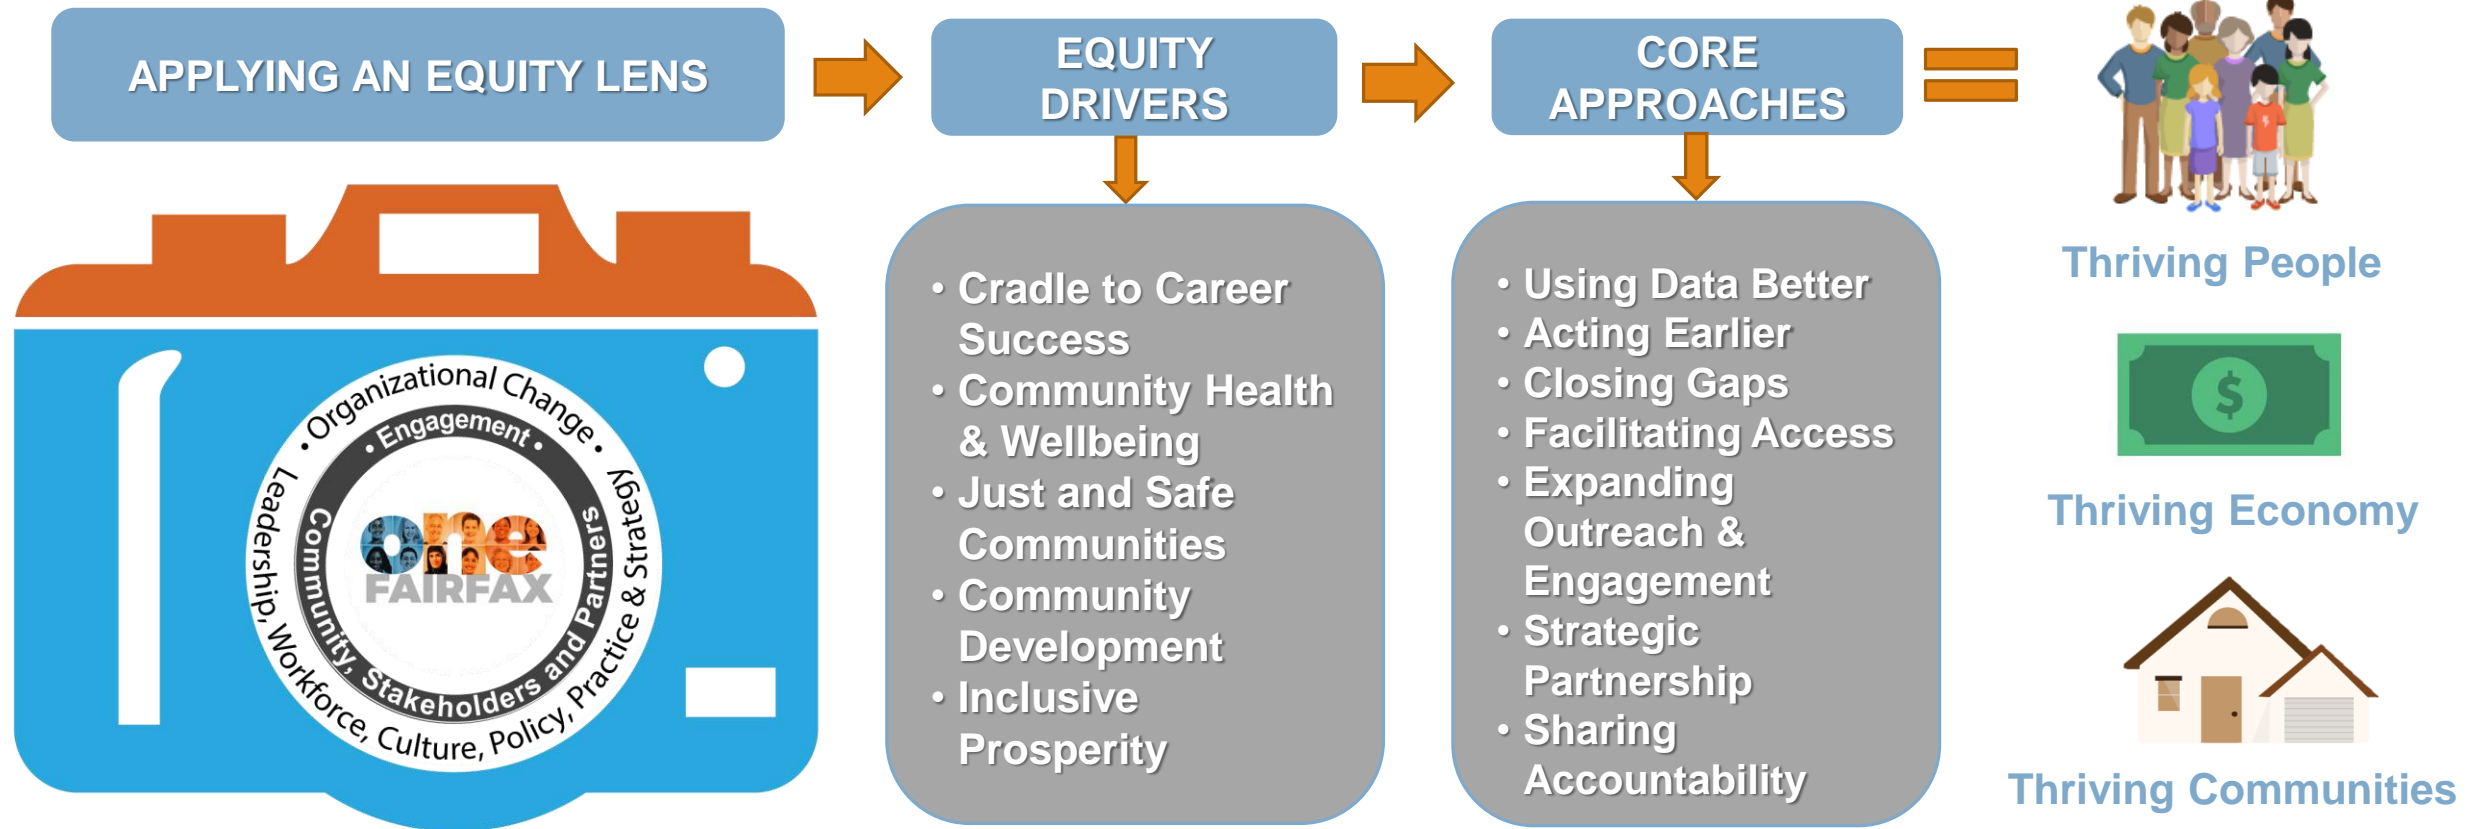 APPLYING AN EQUITY LENS
• Organizational Change •
Leadership, Workforce, Culture, Policy, Practice & Strategy
• Engagement •
Community, Stakeholders and Partners
one
FAIRFAX
EQUITY
DRIVERS
• Cradle to Career
Success
• Community Health
& Wellbeing
• Just and Safe
Communities
• Community
Development
• Inclusive
Prosperity
CORE
APPROACHES
• Using Data Better
• Acting Earlier
• Closing Gaps
• Facilitating Access
• Expanding
Outreach &
Engagement
• Strategic
Partnership
• Sharing
Accountability
Thriving People
$
Thriving Economy
Thriving Communities